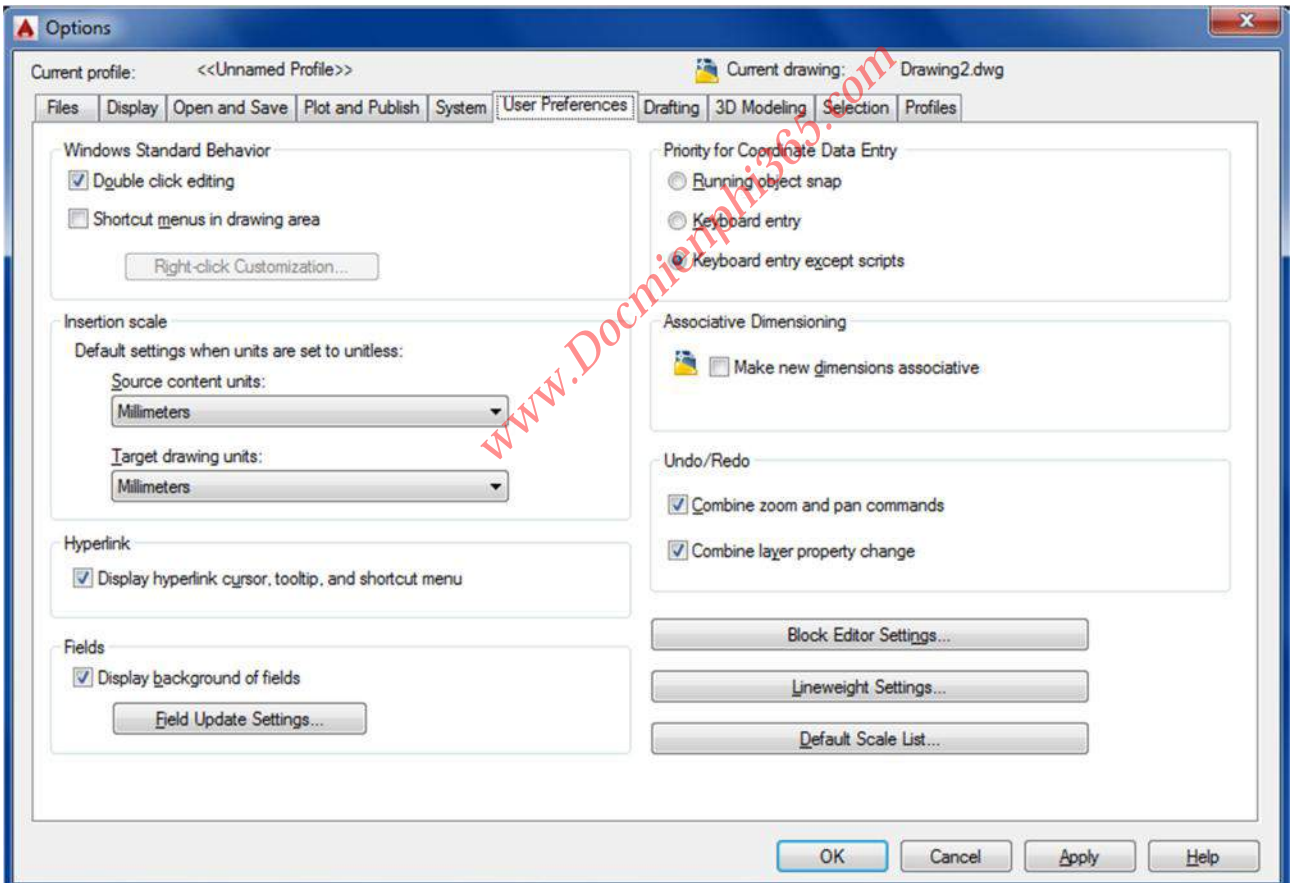 Options
Current profile: <<Unnamed Profile>> Current drawing: Drawing2.dwg
Files Display Open and Save Plot and Publish System User Preferences Drafting 3D Modeling Selection Profiles
Windows Standard Behavior
Double click editing
Shortcut menus in drawing area
Right-click Customization...
Insertion scale
Default settings when units are set to unitless:
Source content units:
Millimeters
Target drawing units:
Millimeters
Hyperlink
Display hyperlink cursor, tooltip, and shortcut menu
Fields
Display background of fields
Field Update Settings...
Priority for Coordinate Data Entry
Running object snap
Keyboard entry
Keyboard entry except scripts
Associative Dimensioning
Make new dimensions associative
Undo/Redo
Combine zoom and pan commands
Combine layer property change
Block Editor Settings...
Lineweight Settings...
Default Scale List...
OK Cancel Apply Help
www.Docmienphi365.com